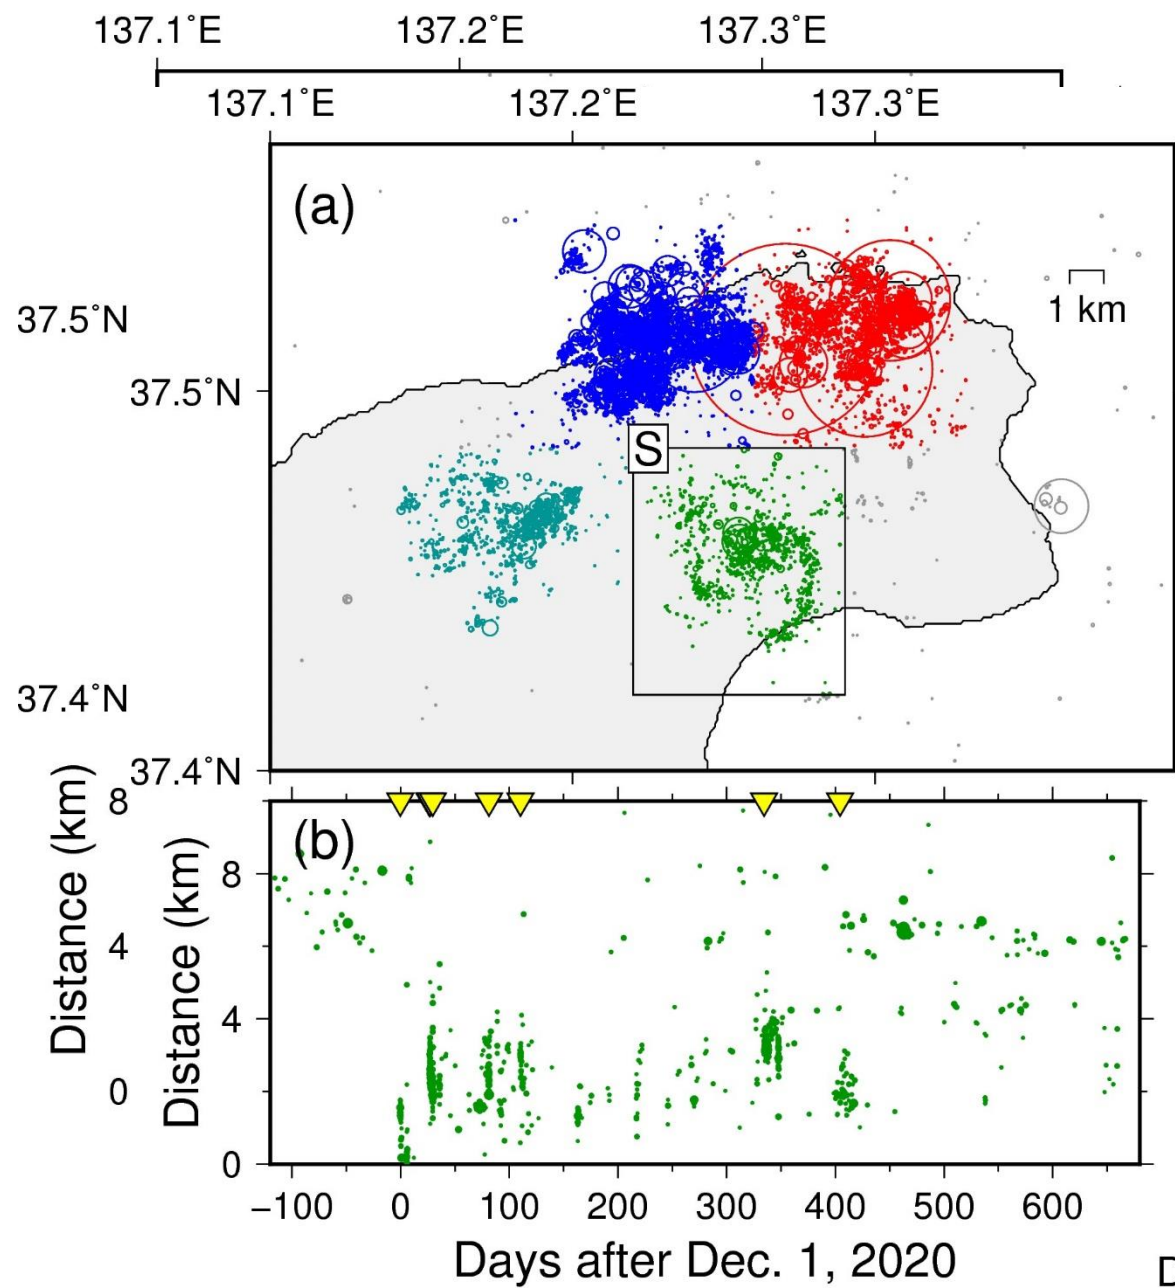 137.1°E 137.2°E 137.3°E
137.1°E 137.2°E 137.3°E
(a)
1 km
37.5°N
37.5°N
S
37.4°N
37.4°N
8
(b)
8
4
4
0
0
Distance (km)
Distance (km)
−100 0 100 200 300 400 500 600
Days after Dec. 1, 2020
D